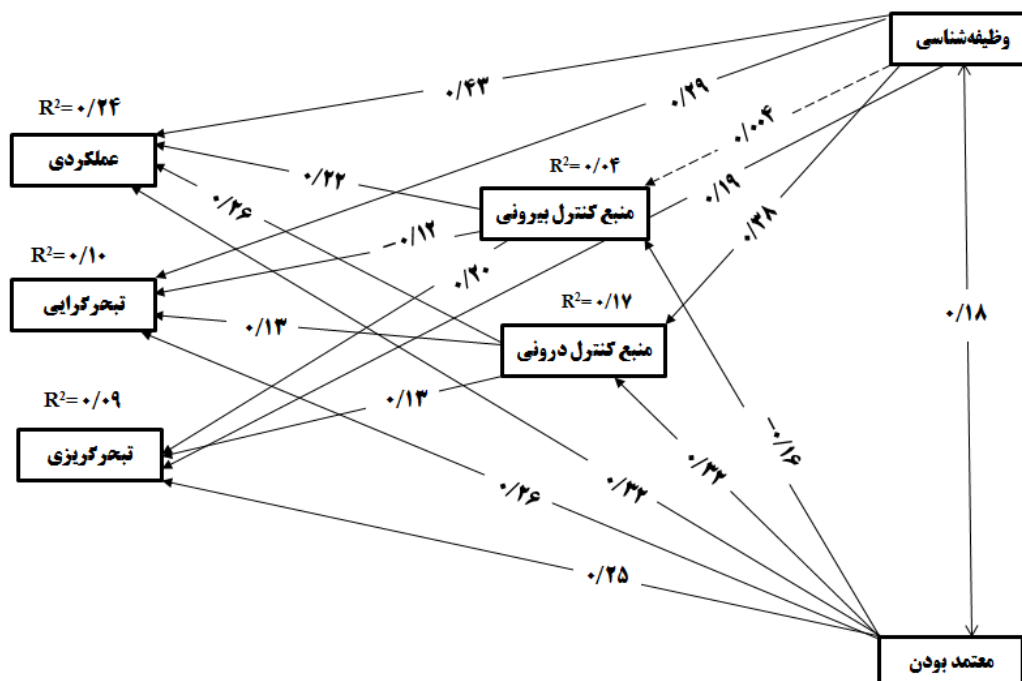 وظیفه‌شناسی
۰/۴۳
۰/۲۹
R²= ۰/۲۴
عملکردی
۰/۰۰۴
R²= ۰/۰۴
۰/۲۲
۰/۱۹
منبع کنترل بیرونی
۰/۲۶
۰/۳۸
– ۰/۱۲
R²= ۰/۱۰
تبحرگرایی
۰/۲۰
R²= ۰/۱۷
۰/۱۸
۰/۱۳
منبع کنترل درونی
R²= ۰/۰۹
۰/۱۳
تبحرگریزی
–۰/۱۶
۰/۳۲
۰/۲۶
۰/۳۲
۰/۲۵
معتمد بودن